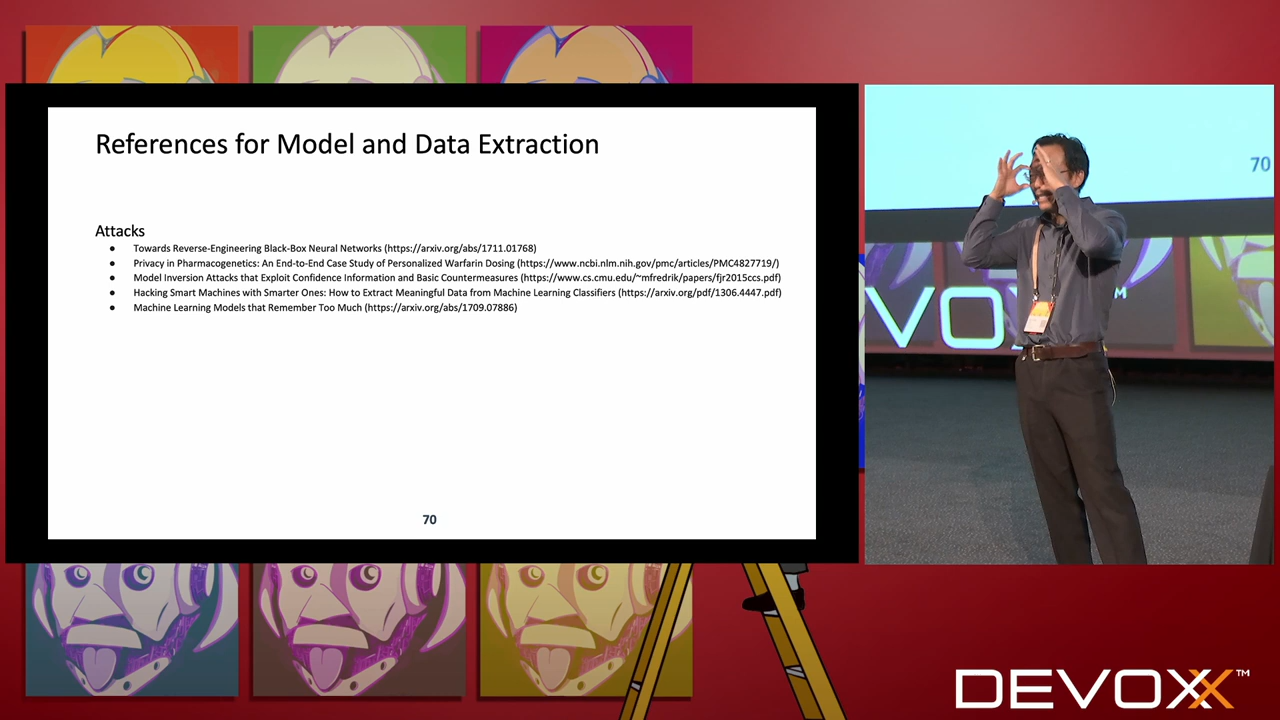 References for Model and Data Extraction
Attacks
● Towards Reverse-Engineering Black-Box Neural Networks (https://arxiv.org/abs/1711.01768)
● Privacy in Pharmacogenetics: An End-to-End Case Study of Personalized Warfarin Dosing (https://www.ncbi.nlm.nih.gov/pmc/articles/PMC4827719/)
● Model Inversion Attacks that Exploit Confidence Information and Basic Countermeasures (https://www.cs.cmu.edu/~mfredrik/papers/fjr2015ccs.pdf)
● Hacking Smart Machines with Smarter Ones: How to Extract Meaningful Data from Machine Learning Classifiers (https://arxiv.org/pdf/1306.4447.pdf)
● Machine Learning Models that Remember Too Much (https://arxiv.org/abs/1709.07886)
70
70
VOX
DEVOXX™